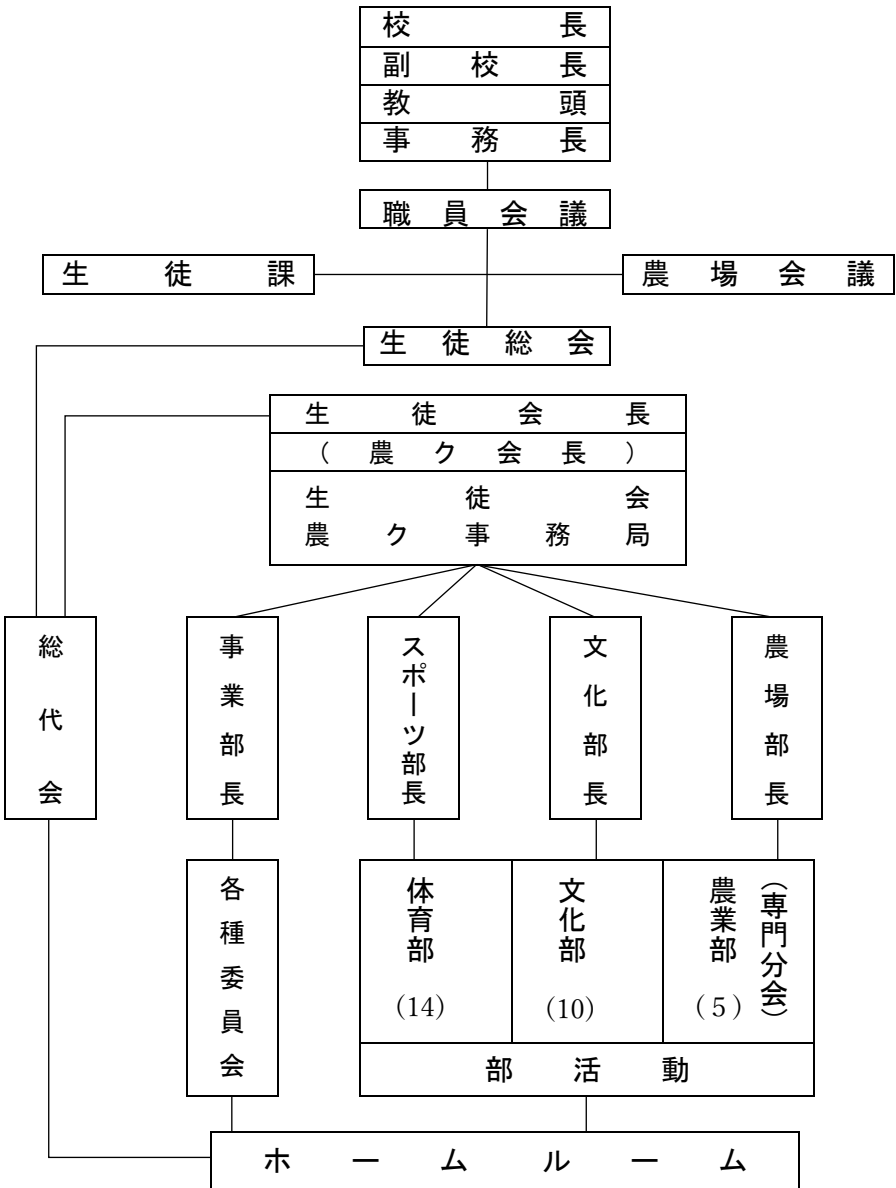 校長
副校長
教頭
事務長
職員会議
生徒課
農場会議
生徒総会
生徒会長
（農ク会長）
生徒会
農ク事務局
総代会
事業部長
スポーツ部長
文化部長
農場部長
各種委員会
体育部
(14)
文化部
(10)
（専門分会）
農業部
(5)
部活動
ホームルーム